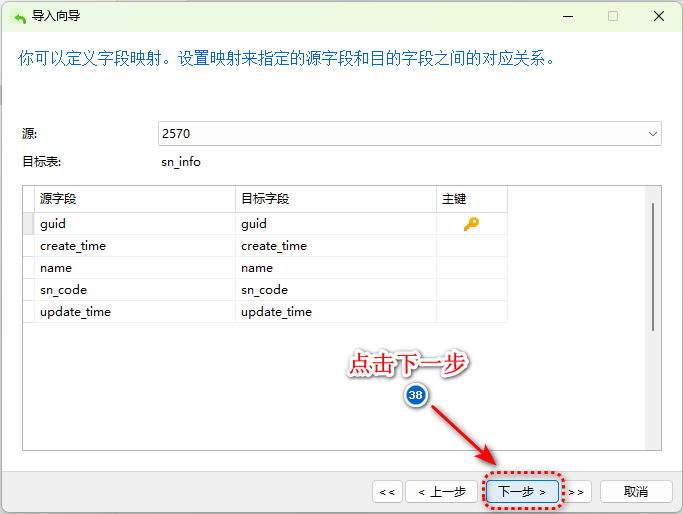 导入向导
你可以定义字段映射。设置映射来指定的源字段和目的字段之间的对应关系。
源: 2570
目标表: sn_info
源字段 目标字段 主键
guid guid
create_time create_time
name name
sn_code sn_code
update_time update_time
点击下一步
38
<< < 上一步 下一步 > >> 取消